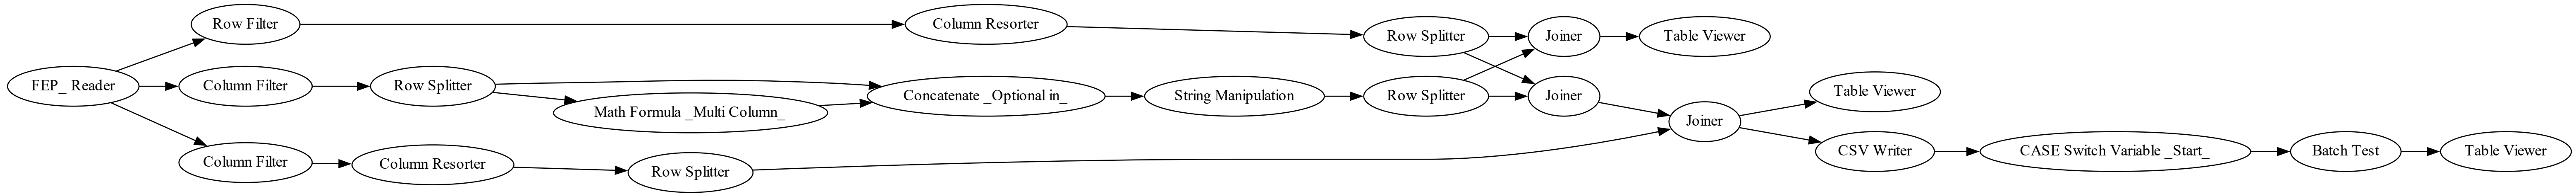 Row Filter
Column Resorter
Row Splitter
Joiner
Table Viewer
FEP_ Reader
Column Filter
Row Splitter
Math Formula _Multi Column_
Concatenate _Optional in_
String Manipulation
Row Splitter
Joiner
Joiner
Table Viewer
Column Filter
Column Resorter
Row Splitter
CSV Writer
CASE Switch Variable _Start_
Batch Test
Table Viewer